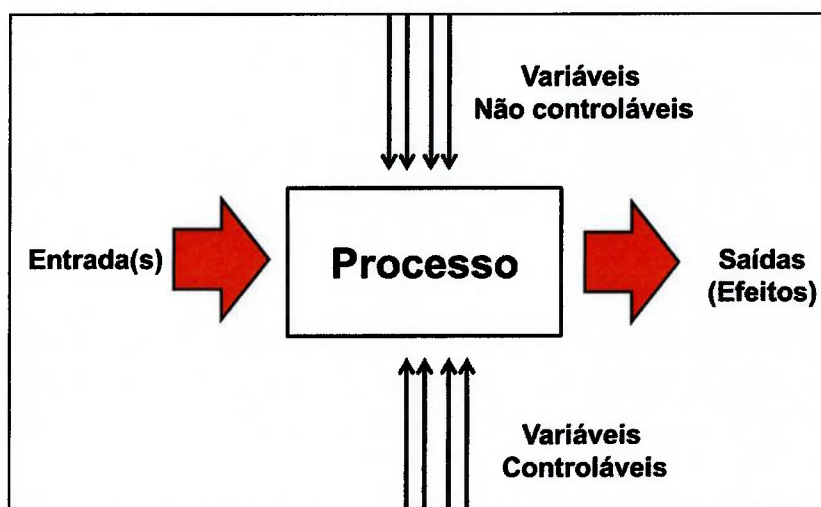 Variáveis
Não controláveis
Entrada(s)
Processo
Saídas
(Efeitos)
Variáveis
Controláveis